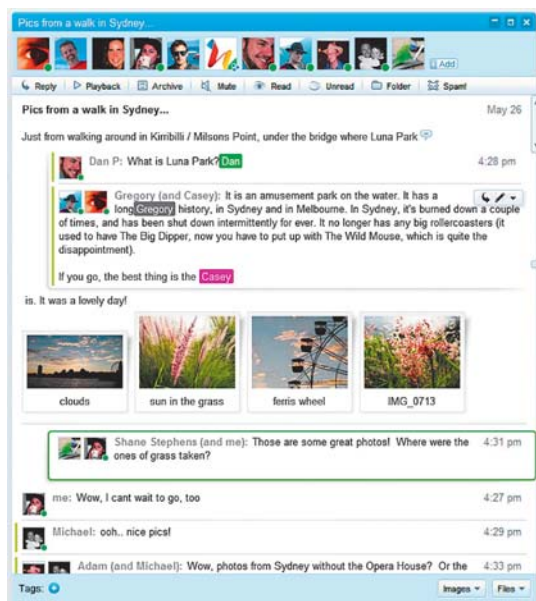 Pics from a walk in Sydney...
Add
Reply Playback Archive Mute Read Unread Folder Spam!
Pics from a walk in Sydney... May 26
Just from walking around in Kirribilli / Milsons Point, under the bridge where Luna Park
Dan P: What is Luna Park? Dan 4:28 pm
Gregory (and Casey): It is an amusement park on the water. It has a
long Gregory history, in Sydney and in Melbourne. In Sydney, it's burned down a couple
of times, and has been shut down intermittently for ever. It no longer has any big rollercoasters (it
used to have The Big Dipper, now you have to put up with The Wild Mouse, which is quite the
disappointment).
If you go, the best thing is the Casey
is. It was a lovely day!
clouds sun in the grass ferris wheel IMG_0713
Shane Stephens (and me): Those are some great photos! Where were the 4:31 pm
ones of grass taken?
me: Wow, I cant wait to go, too 4:27 pm
Michael: ooh.. nice pics! 4:29 pm
Adam (and Michael): Wow, photos from Sydney without the Opera House? Or the 4:33 pm
Tags: Images Files